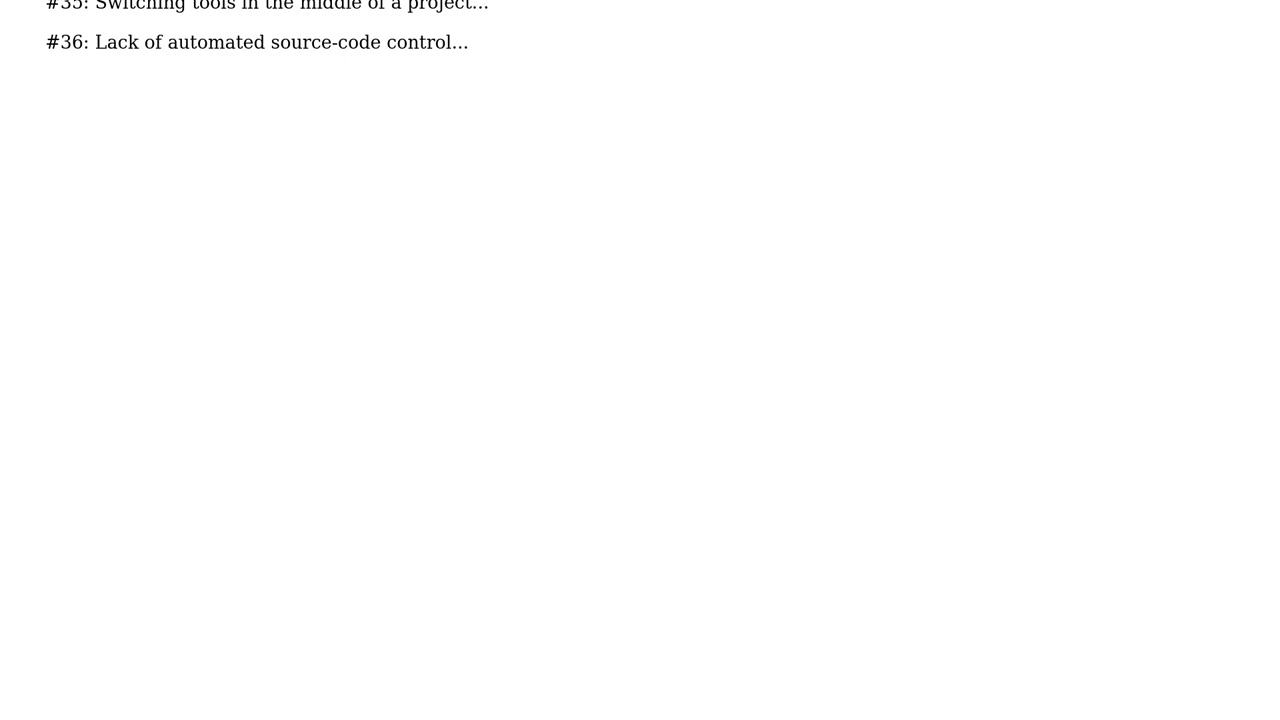 #35: Switching tools in the middle of a project...
#36: Lack of automated source-code control...